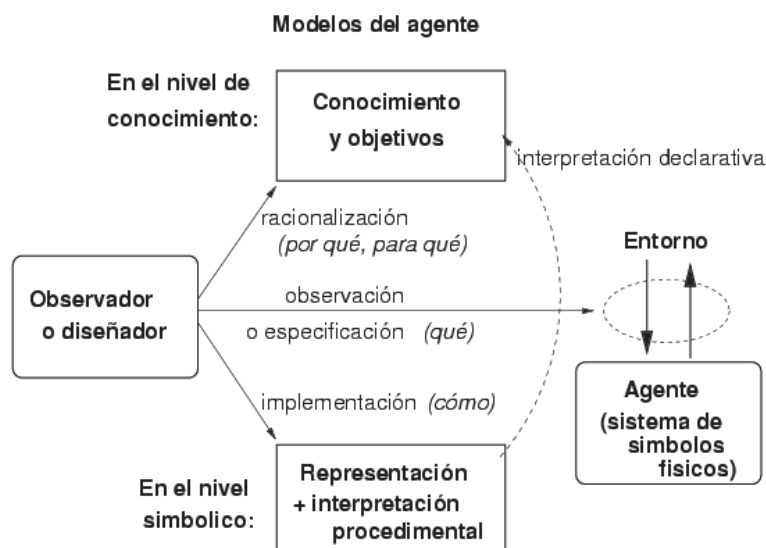 Modelos del agente
En el nivel de
conocimiento:
Conocimiento
y objetivos
interpretación declarativa
racionalización
(por qué, para qué)
Entorno
Observador
o diseñador
observación
o especificación (qué)
Agente
(sistema de
simbolos
fisicos)
implementación (cómo)
En el nivel
simbolico:
Representación
+ interpretación
procedimental